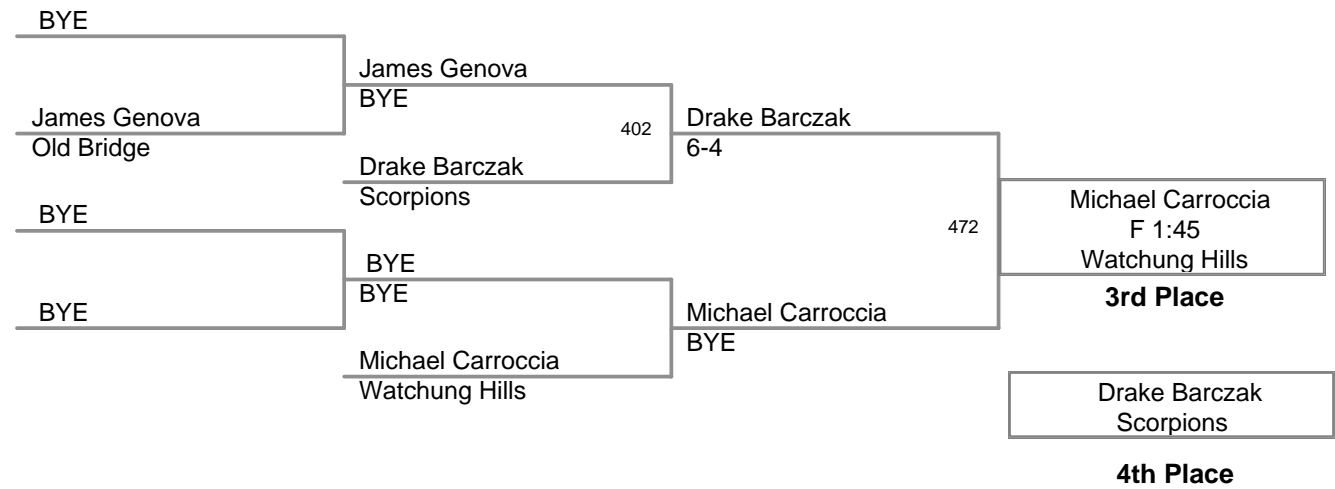 BYE
James Genova
BYE
James Genova
Old Bridge
402
Drake Barczak
6-4
Drake Barczak
Scorpions
BYE
472
Michael Carroccia
F 1:45
Watchung Hills
3rd Place
BYE
BYE
BYE
Michael Carroccia
BYE
Michael Carroccia
Watchung Hills
Drake Barczak
Scorpions
4th Place